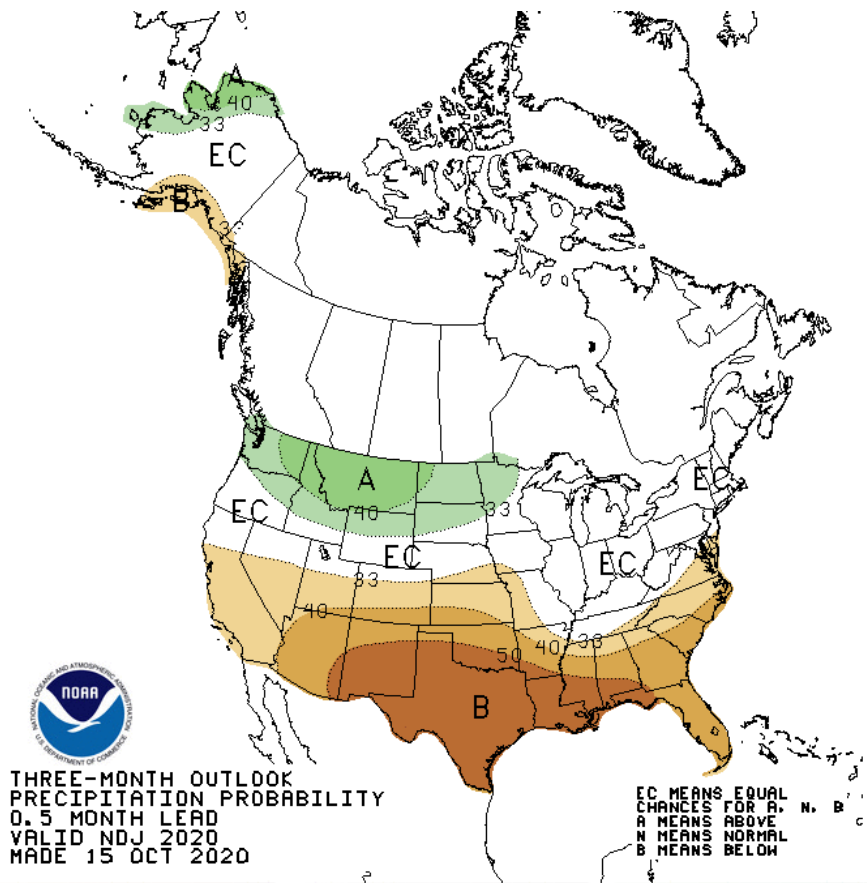 A
40
33
EC
B
A
40
33
EC
EC
EC
EC
33
40
40
38
50
B
NOAA
NATIONAL OCEANIC AND ATMOSPHERIC ADMINISTRATION
U.S. DEPARTMENT OF COMMERCE
THREE-MONTH OUTLOOK
PRECIPITATION PROBABILITY
0.5 MONTH LEAD
VALID NDJ 2020
MADE 15 OCT 2020
EC MEANS EQUAL
CHANCES FOR A, N, B
A MEANS ABOVE
N MEANS NORMAL
B MEANS BELOW